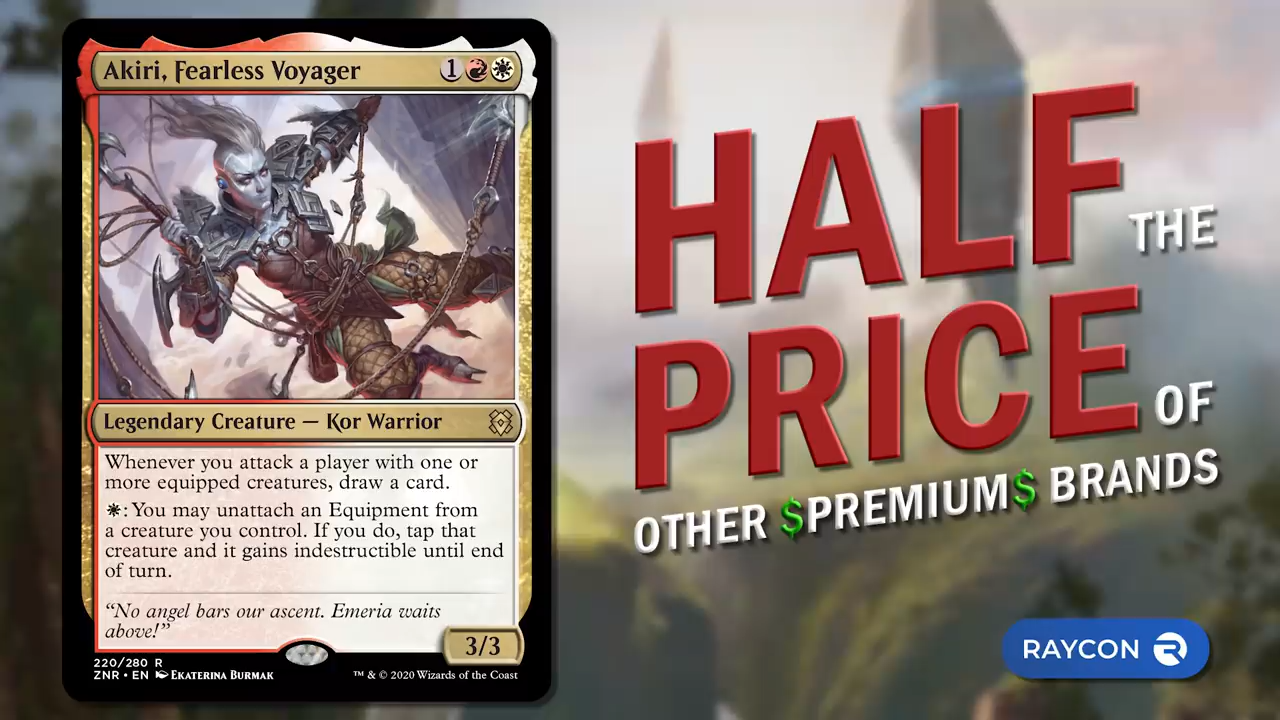 Akiri, Fearless Voyager
1
Legendary Creature — Kor Warrior
Whenever you attack a player with one or
more equipped creatures, draw a card.
: You may unattach an Equipment from
a creature you control. If you do, tap that
creature and it gains indestructible until end
of turn.
“No angel bars our ascent. Emeria waits
above!”
3/3
220/280 R
ZNR • EN Ekaterina Burmak
™ & © 2020 Wizards of the Coast
HALF
THE
PRICE
OF
OTHER $PREMIUM$ BRANDS
RAYCON